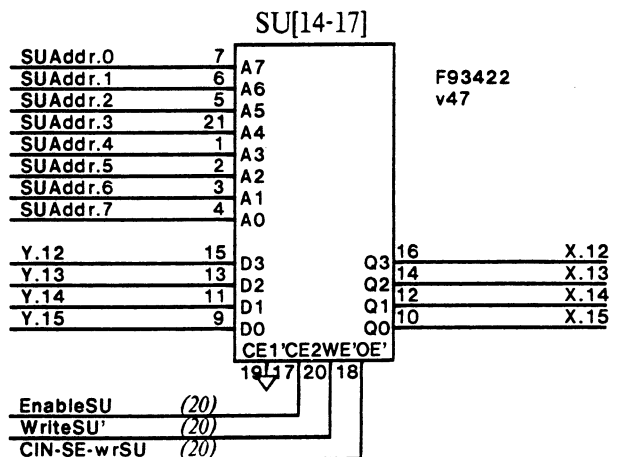 SU[14-17]
SUAddr.0 7 A7
SUAddr.1 6 A6
SUAddr.2 5 A5
SUAddr.3 21 A4
SUAddr.4 1 A3
SUAddr.5 2 A2
SUAddr.6 3 A1
SUAddr.7 4 A0
F93422
v47
Y.12 15 D3 Q3 16 X.12
Y.13 13 D2 Q2 14 X.13
Y.14 11 D1 Q1 12 X.14
Y.15 9 D0 Q0 10 X.15
CE1'CE2WE'OE'
19 17 20 18
EnableSU (20)
WriteSU' (20)
CIN-SE-wrSU (20)